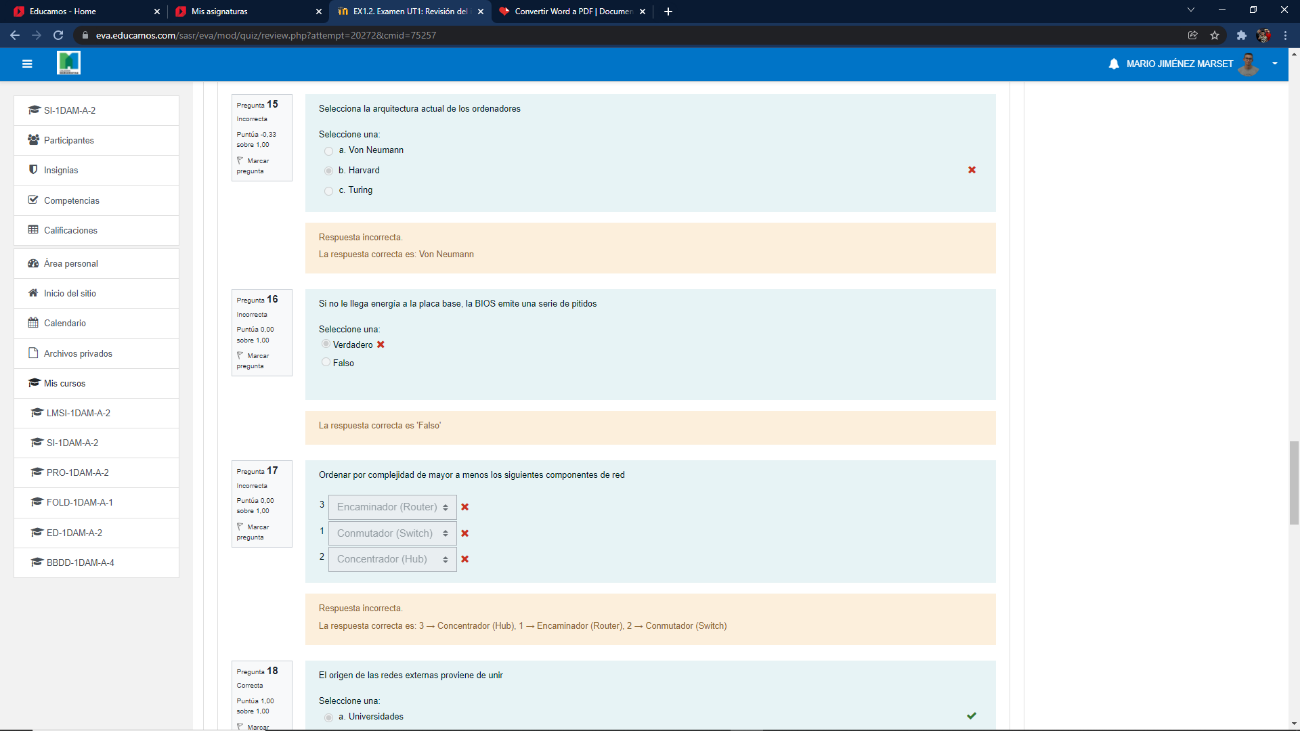 Educamos - Home
Mis asignaturas
EX1.2. Examen UT1: Revisión del
Convertir Word a PDF | Documen
eva.educamos.com/sasr/eva/mod/quiz/review.php?attempt=20272&cmid=75257
MARIO JIMÉNEZ MARSET
SI-1DAM-A-2
Participantes
Insignias
Competencias
Calificaciones
Área personal
Inicio del sitio
Calendario
Archivos privados
Mis cursos
LMSI-1DAM-A-2
SI-1DAM-A-2
PRO-1DAM-A-2
FOLD-1DAM-A-1
ED-1DAM-A-2
BBDD-1DAM-A-4
Pregunta 15
Incorrecta
Puntúa -0,33
sobre 1,00
Marcar
pregunta
Selecciona la arquitectura actual de los ordenadores
Seleccione una:
a. Von Neumann
b. Harvard
c. Turing
Respuesta incorrecta.
La respuesta correcta es: Von Neumann
Pregunta 16
Incorrecta
Puntúa 0,00
sobre 1,00
Marcar
pregunta
Si no le llega energía a la placa base, la BIOS emite una serie de pitidos
Seleccione una:
Verdadero
Falso
La respuesta correcta es 'Falso'
Pregunta 17
Incorrecta
Puntúa 0,00
sobre 1,00
Marcar
pregunta
Ordenar por complejidad de mayor a menos los siguientes componentes de red
3 Encaminador (Router)
1 Conmutador (Switch)
2 Concentrador (Hub)
Respuesta incorrecta.
La respuesta correcta es: 3 → Concentrador (Hub), 1 → Encaminador (Router), 2 → Conmutador (Switch)
Pregunta 18
Correcta
Puntúa 1,00
sobre 1,00
Marcar
El origen de las redes externas proviene de unir
Seleccione una:
a. Universidades